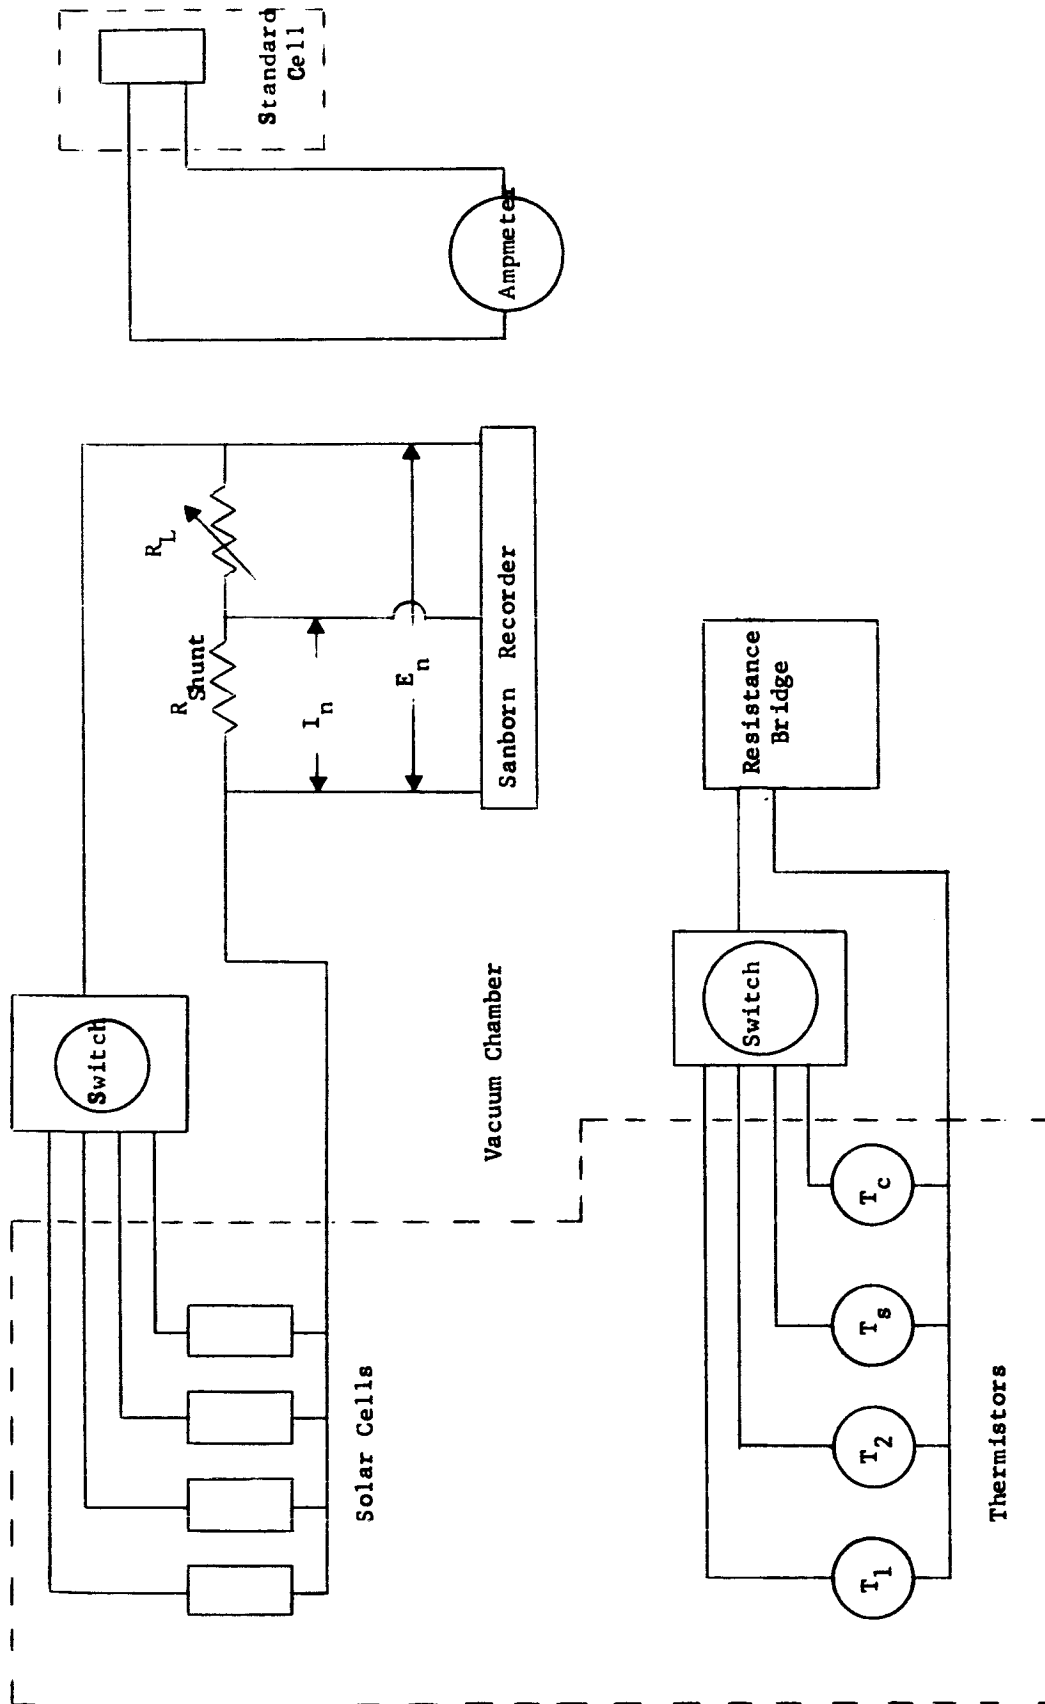 Switch
Solar Cells
R Shunt
R L
I n
E n
Sanborn Recorder
Standard
Cell
Ampmeter
Vacuum Chamber
T 1
T 2
T s
T c
Thermistors
Switch
Resistance
Bridge